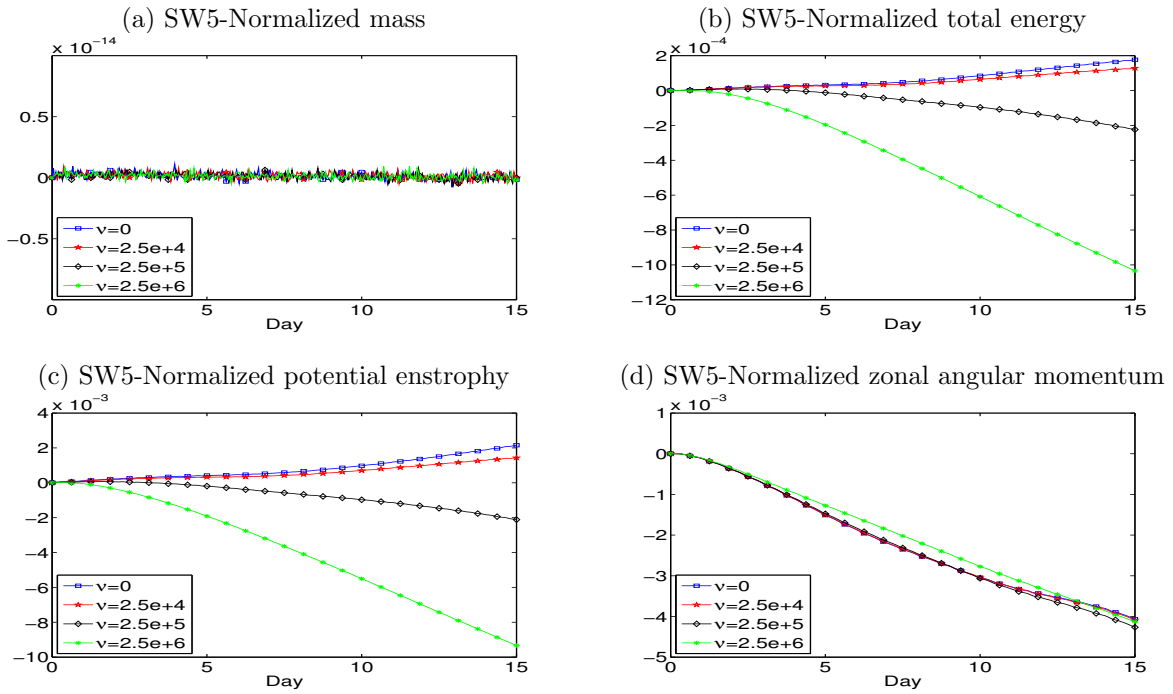 (a) SW5-Normalized mass
× 10⁻¹⁴
0.5
0
−0.5
ν=0
ν=2.5e+4
ν=2.5e+5
ν=2.5e+6
0 5 10 15
Day
(b) SW5-Normalized total energy
× 10⁻⁴
2
0
−2
−4
−6
−8
−10
−12
ν=0
ν=2.5e+4
ν=2.5e+5
ν=2.5e+6
0 5 10 15
Day
(c) SW5-Normalized potential enstrophy
× 10⁻³
4
2
0
−2
−4
−6
−8
−10
ν=0
ν=2.5e+4
ν=2.5e+5
ν=2.5e+6
0 5 10 15
Day
(d) SW5-Normalized zonal angular momentum
× 10⁻³
1
0
−1
−2
−3
−4
−5
ν=0
ν=2.5e+4
ν=2.5e+5
ν=2.5e+6
0 5 10 15
Day